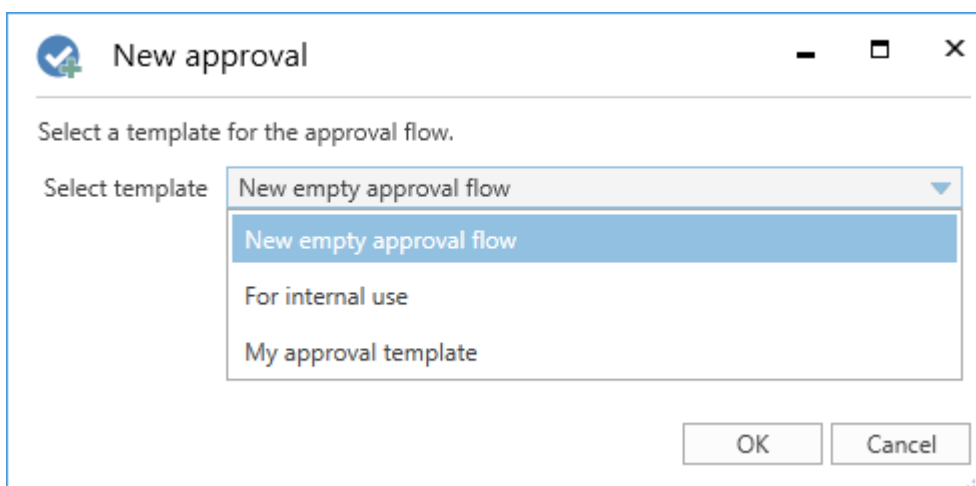 New approval
Select a template for the approval flow.
Select template New empty approval flow
New empty approval flow
For internal use
My approval template
OK Cancel